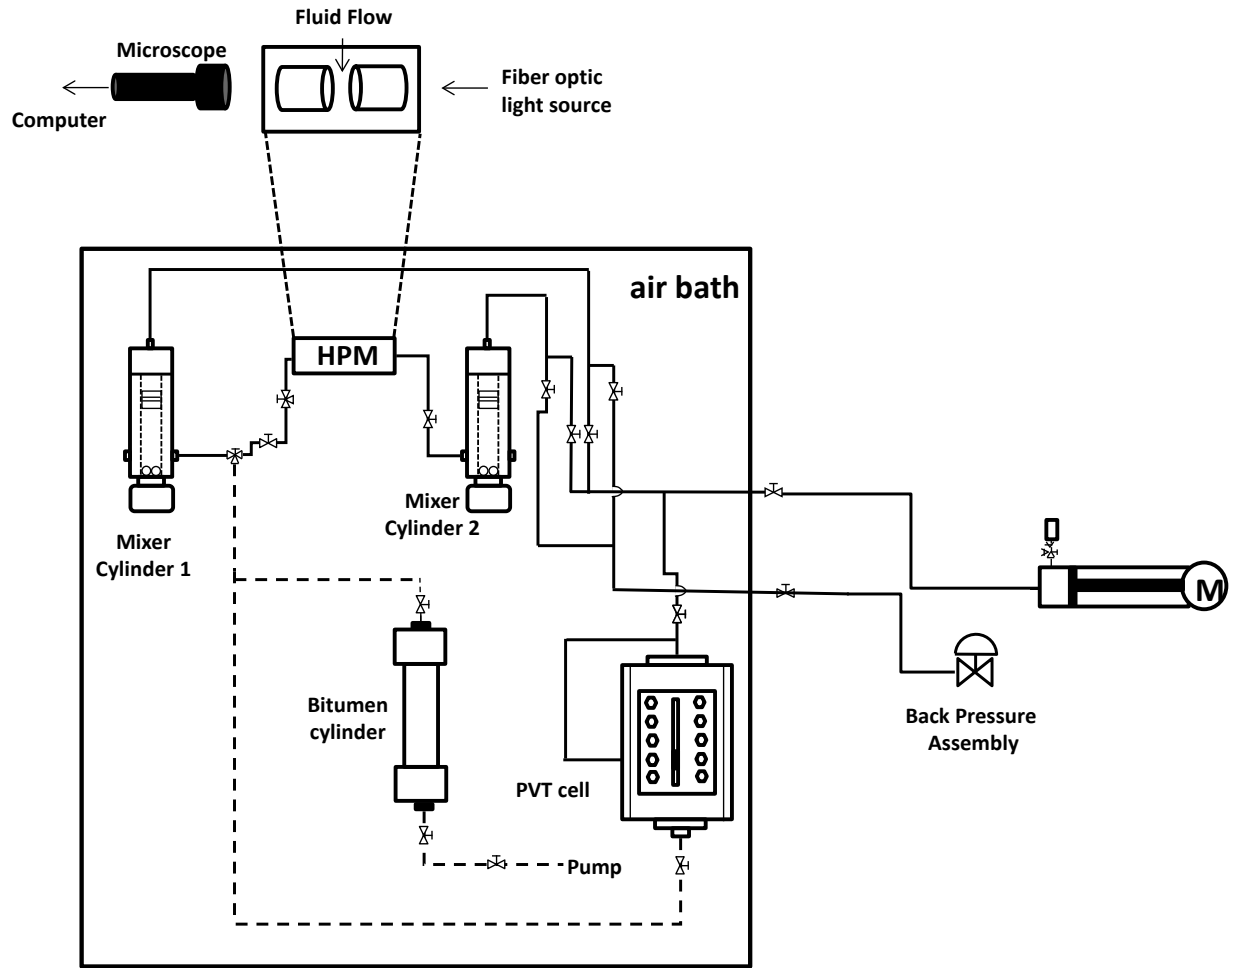 Fluid Flow
Microscope
Fiber optic
light source
Computer
air bath
HPM
Mixer
Cylinder 2
Mixer
Cylinder 1
M
Bitumen
cylinder
Back Pressure
Assembly
PVT cell
Pump